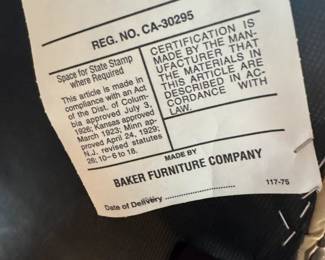 REG. NO. CA-30295
Space for State Stamp
where Required
This article is made in
compliance with an Act
of the Dist. of Colum-
bia approved July 3,
1926; Kansas approved
March 1923; Minn ap-
proved April 24, 1929;
N.J. revised statutes
26; 10-6 to 18.
CERTIFICATION IS
MADE BY THE MAN-
UFACTURER THAT
THE MATERIALS IN
THIS ARTICLE ARE
DESCRIBED IN AC-
CORDANCE WITH
LAW.
MADE BY
BAKER FURNITURE COMPANY
Date of Delivery
117-75